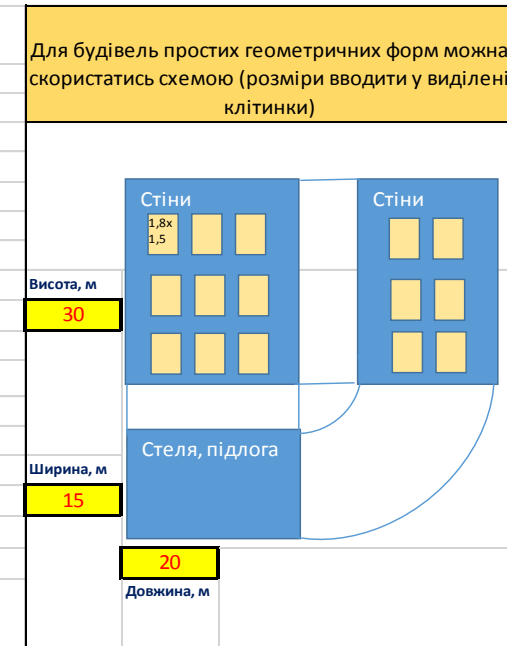 Для будівель простих геометричних форм можна
скористатись схемою (розміри вводити у виділені
клітинки)
Стіни
Стіни
1,8х
1,5
Висота, м
30
Стеля, підлога
Ширина, м
15
20
Довжина, м